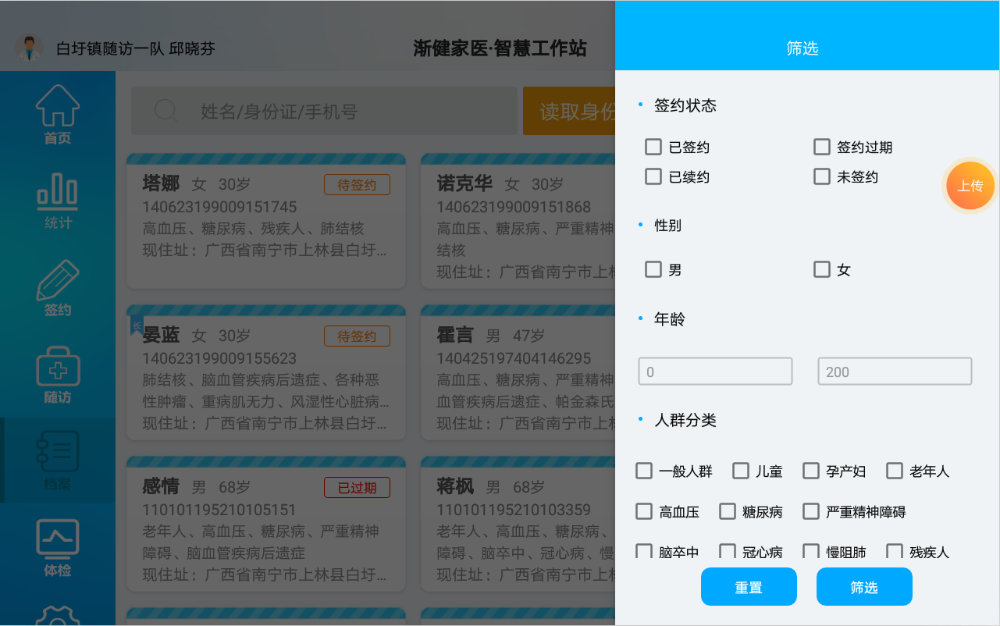 白圩镇随访一队 邱晓芬
渐健家医·智慧工作站
首页
统计
签约
随访
档案
体检
姓名/身份证/手机号
读取身份
塔娜 女 30岁 待签约
140623199009151745
高血压、糖尿病、残疾人、肺结核
现住址：广西省南宁市上林县白圩...
诺克华 女 30岁
140623199009151868
高血压、糖尿病、严重精神
结核
现住址：广西省南宁市上林
长
晏蓝 女 30岁 待签约
140623199009155623
肺结核、脑血管疾病后遗症、各种恶
性肿瘤、重病肌无力、风湿性心脏病...
现住址：广西省南宁市上林县白圩...
霍言 男 47岁
140425197404146295
高血压、糖尿病、严重精神
血管疾病后遗症、帕金森氏
现住址：广西省南宁市上林
感情 男 68岁 已过期
110101195210105151
老年人、高血压、糖尿病、严重精神
障碍、脑血管疾病后遗症
现住址：广西省南宁市上林县白圩...
蒋枫 男 68岁
110101195210103359
老年人、高血压、糖尿病、
障碍、脑卒中、冠心病、慢
现住址：广西省南宁市上林
筛选
签约状态
已签约 签约过期
已续约 未签约
上传
性别
男 女
年龄
0 200
人群分类
一般人群 儿童 孕产妇 老年人
高血压 糖尿病 严重精神障碍
脑卒中 冠心病 慢阻肺 残疾人
重置 筛选